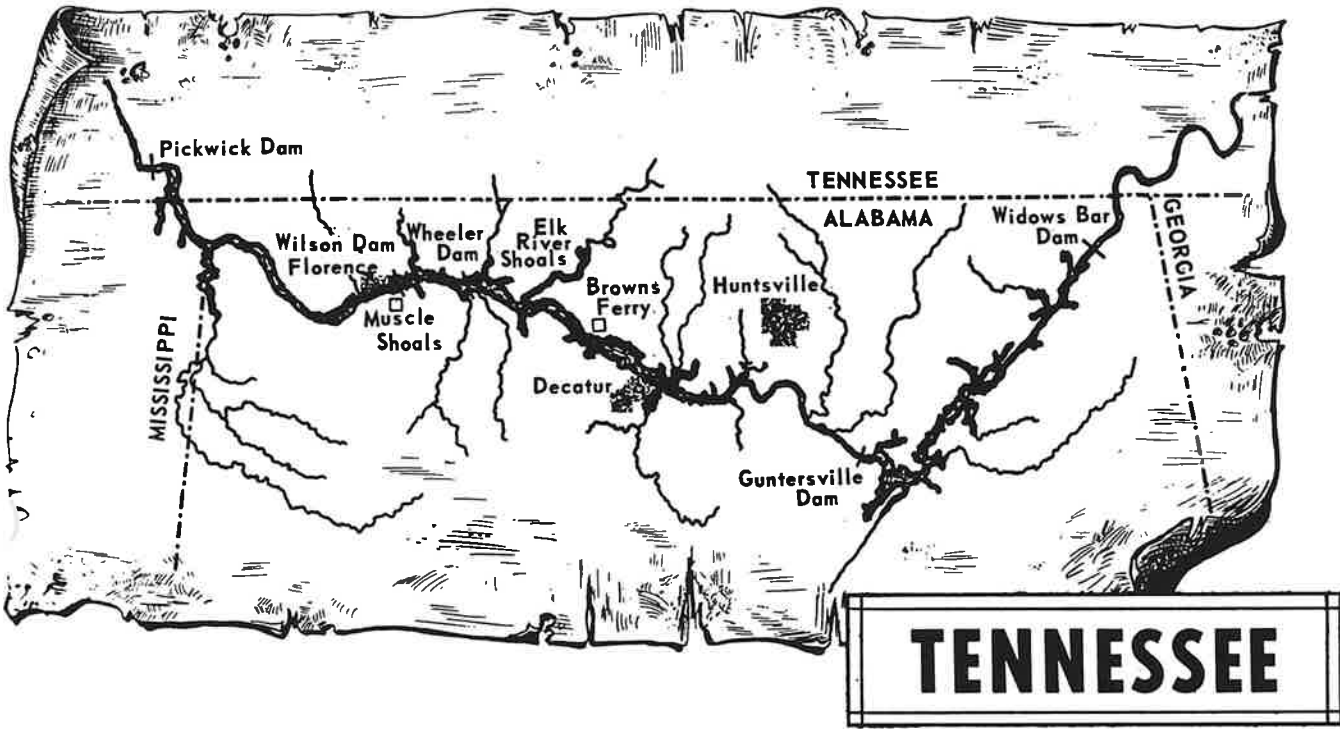 Pickwick Dam
TENNESSEE
ALABAMA
GEORGIA
Widows Bar
Dam
Wilson Dam
Florence
Wheeler
Dam
Elk
River
Shoals
Browns
Ferry
Huntsville
Muscle
Shoals
MISSISSIPPI
Decatur
Guntersville
Dam
TENNESSEE